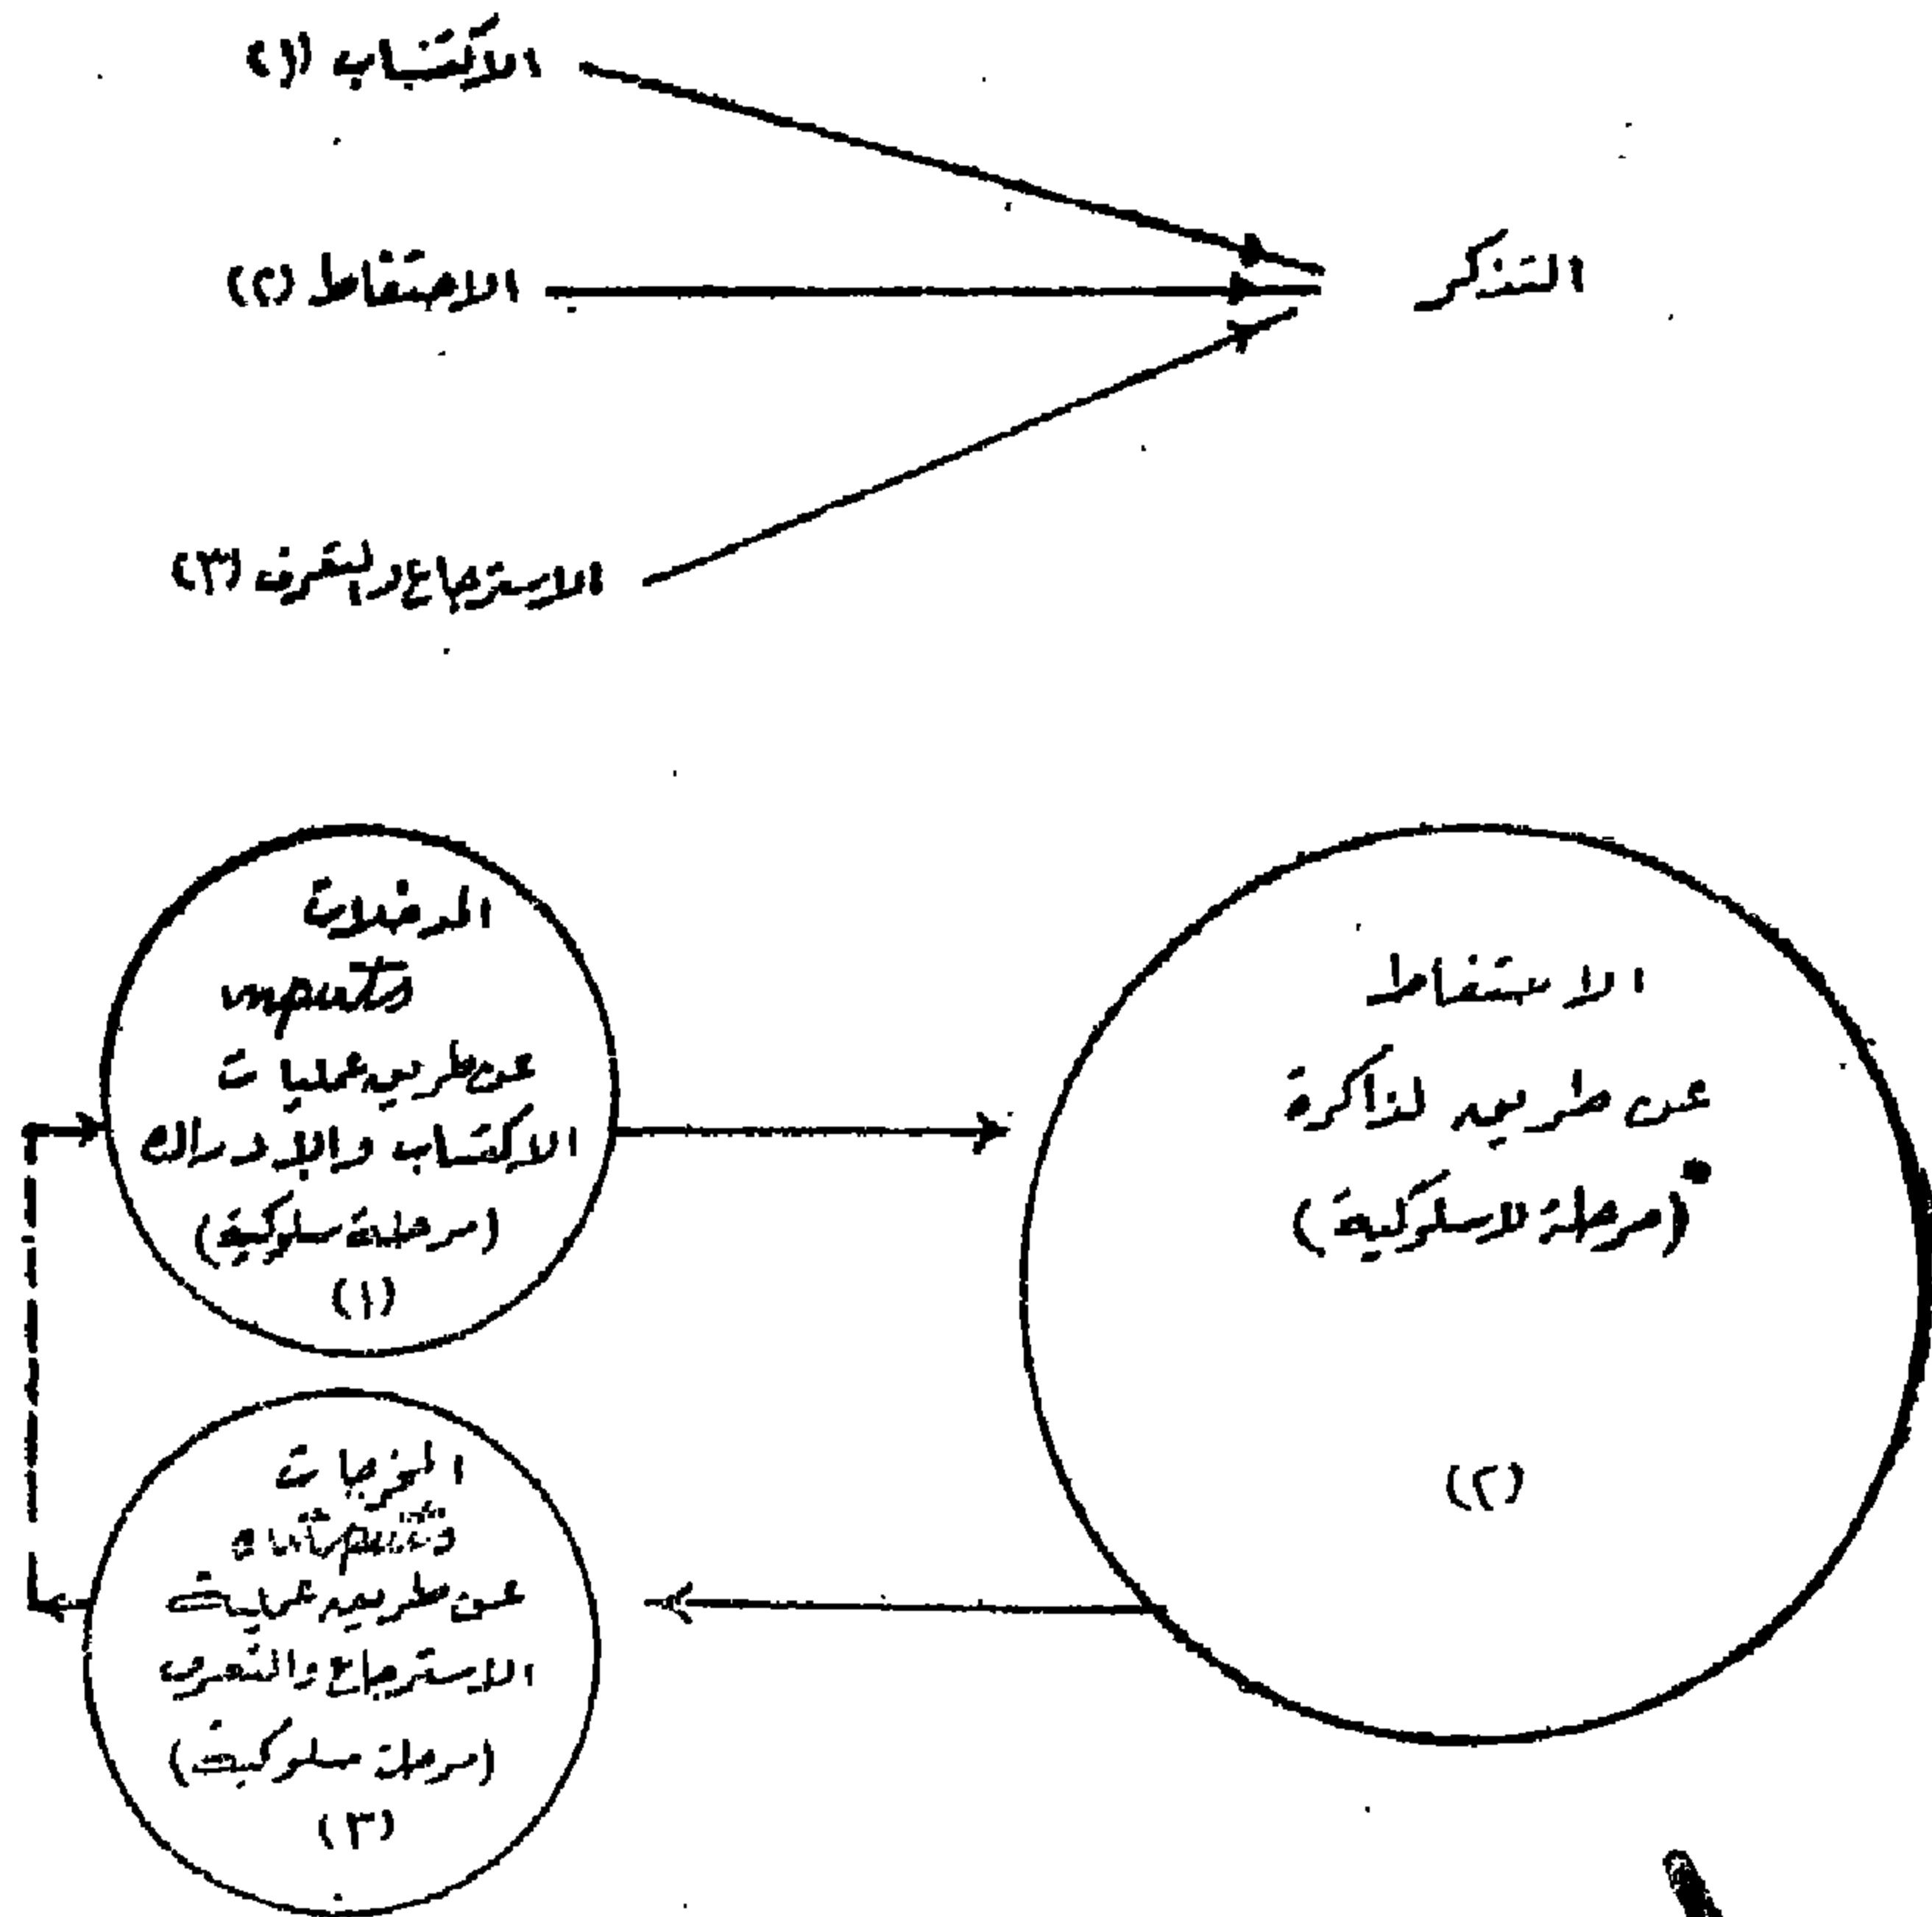 الاكتساب (١)
الاحتفاظ (٢)
التذكر
الاسترجاع والتعرف (٣)
المدخلات
inputs
عن طريق عمليات
الاكتساب والإدراك
(مرحلة سلوكية)
(١)
الاحتفاظ
عن طريق الذاكرة
(مرحلة لاسلوكية)
(٢)
المخرجات
outputs
عن طريق عمليات
الاسترجاع والتعرف
(مرحلة سلوكية)
(٣)